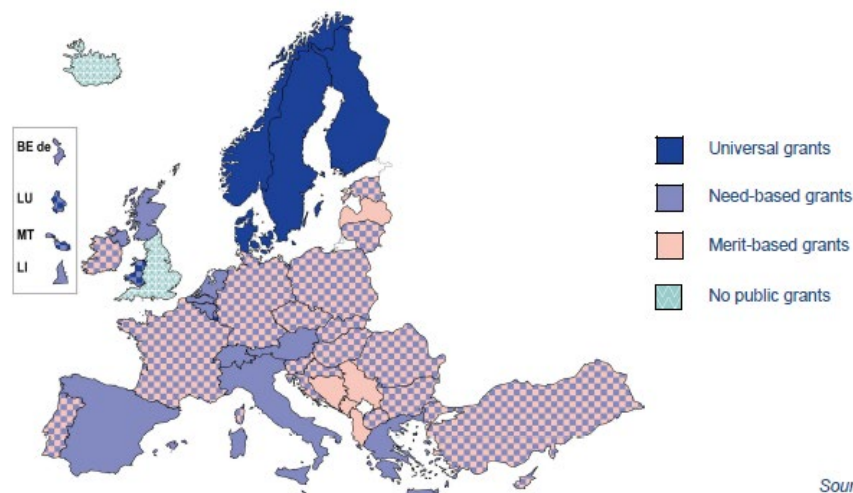 BE de
LU
MT
LI
Universal grants
Need-based grants
Merit-based grants
No public grants